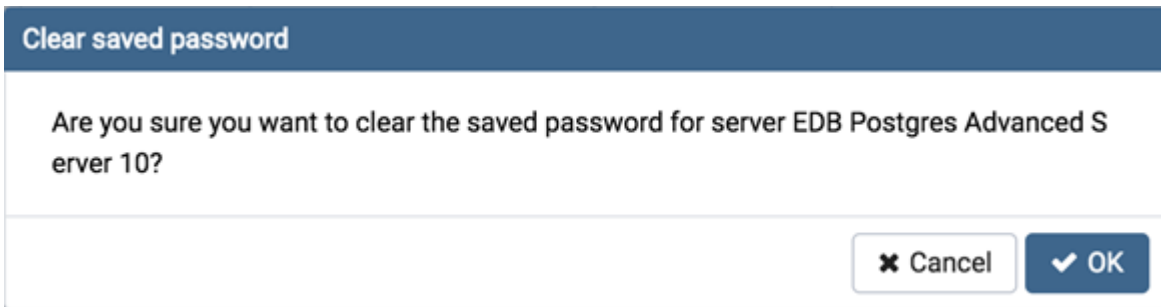 Clear saved password
Are you sure you want to clear the saved password for server EDB Postgres Advanced S
erver 10?
✖ Cancel
✔ OK